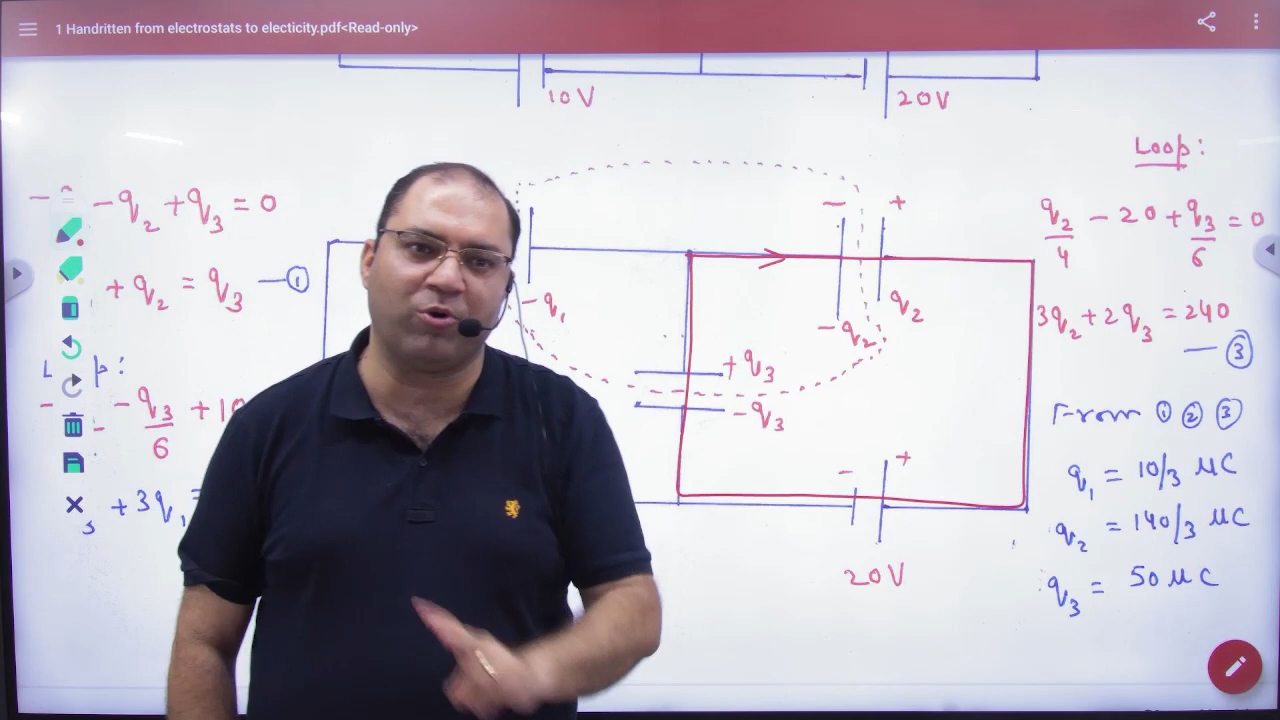 1 Handritten from electrostats to electicity.pdf<Read-only>
10V
20V
- q₂ + q₃ = 0
+ q₂ = q₃ — ①
p:
- q₃/6 + 10
+ 3q₁ =
- q₁
- +
- q₂
q₂
+ q₃
- q₃
- +
20V
Loop:
q₂/4 - 20 + q₃/6 = 0
3q₂ + 2q₃ = 240
— ③
From ① ② ③
q₁ = 10/3 μC
q₂ = 140/3 μC
q₃ = 50 μC